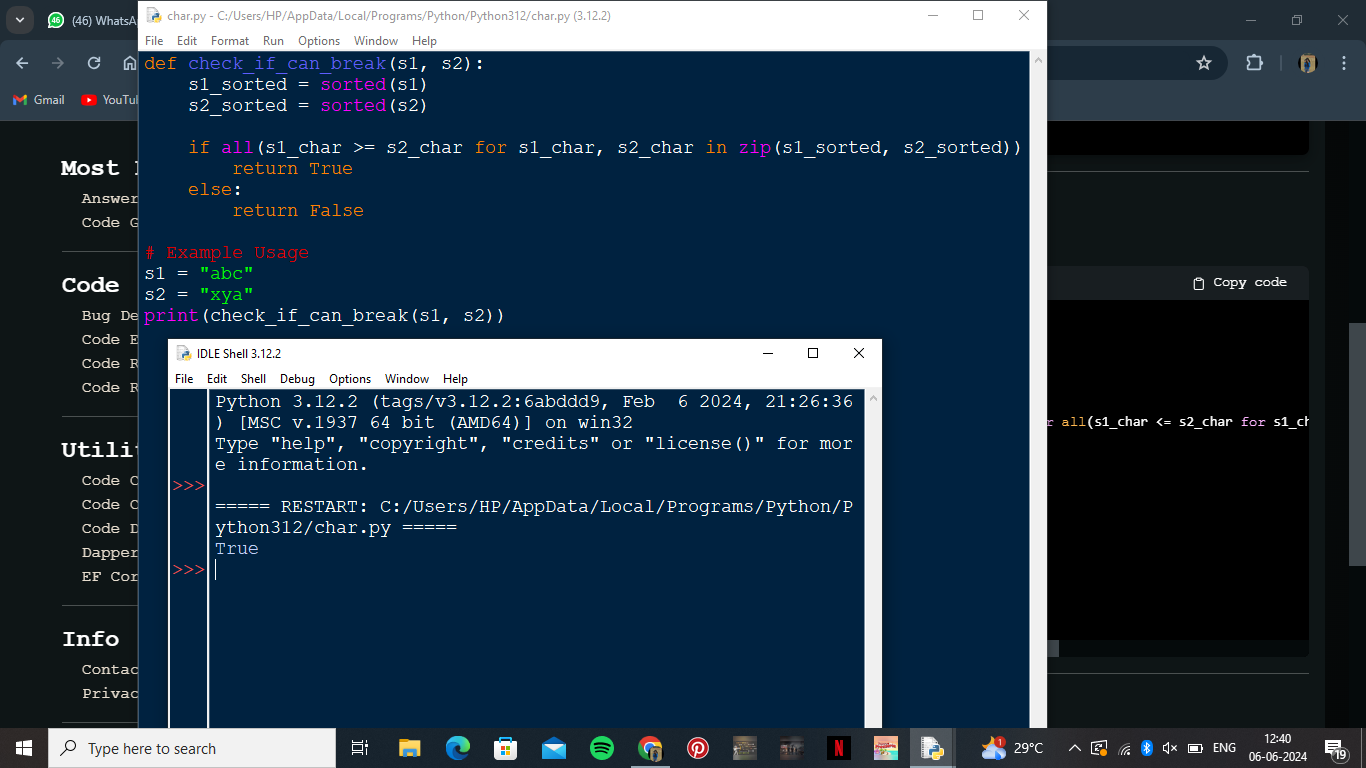 46
(46) WhatsA
char.py - C:/Users/HP/AppData/Local/Programs/Python/Python312/char.py (3.12.2)
File Edit Format Run Options Window Help
Gmail
YouTu
def check_if_can_break(s1, s2):
    s1_sorted = sorted(s1)
    s2_sorted = sorted(s2)
    if all(s1_char >= s2_char for s1_char, s2_char in zip(s1_sorted, s2_sorted))
        return True
    else:
        return False
# Example Usage
s1 = "abc"
s2 = "xya"
print(check_if_can_break(s1, s2))
Most
Answer
Code G
Code
Bug De
Code E
Code R
Code R
Utili
Code C
Code C
Code D
Dapper
EF Cor
Info
Contac
Privac
Copy code
all(s1_char <= s2_char for s1_ch
IDLE Shell 3.12.2
File Edit Shell Debug Options Window Help
Python 3.12.2 (tags/v3.12.2:6abddd9, Feb  6 2024, 21:26:36
) [MSC v.1937 64 bit (AMD64)] on win32
Type "help", "copyright", "credits" or "license()" for mor
e information.
>>>
===== RESTART: C:/Users/HP/AppData/Local/Programs/Python/P
ython312/char.py =====
True
>>>
Type here to search
N
1
29°C
ENG
12:40
06-06-2024
19